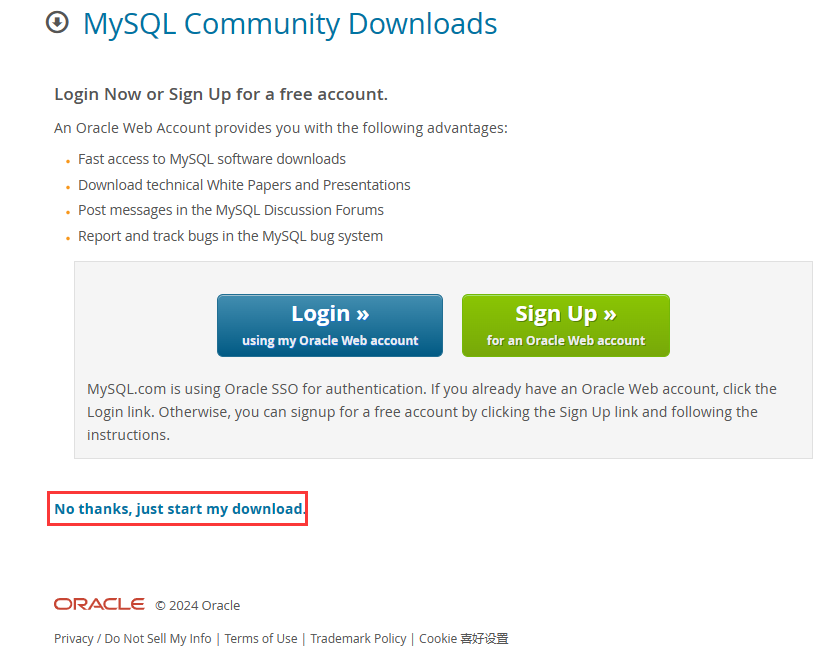 MySQL Community Downloads
Login Now or Sign Up for a free account.
An Oracle Web Account provides you with the following advantages:
Fast access to MySQL software downloads
Download technical White Papers and Presentations
Post messages in the MySQL Discussion Forums
Report and track bugs in the MySQL bug system
Login »
using my Oracle Web account
Sign Up »
for an Oracle Web account
MySQL.com is using Oracle SSO for authentication. If you already have an Oracle Web account, click the
Login link. Otherwise, you can signup for a free account by clicking the Sign Up link and following the
instructions.
No thanks, just start my download.
ORACLE © 2024 Oracle
Privacy / Do Not Sell My Info | Terms of Use | Trademark Policy | Cookie 喜好设置